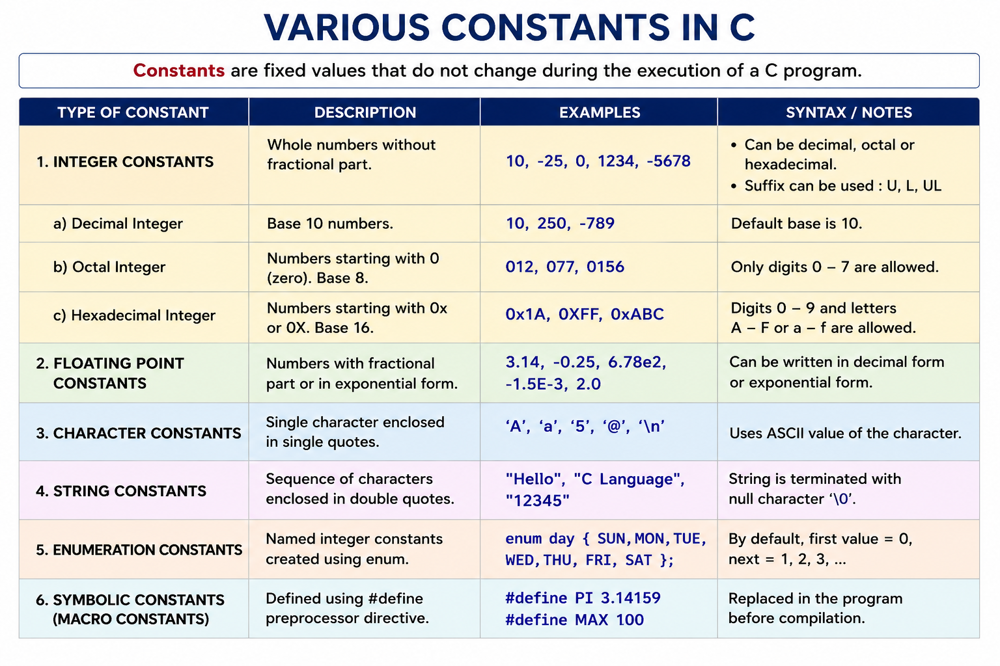 VARIOUS CONSTANTS IN C
Constants are fixed values that do not change during the execution of a C program.
TYPE OF CONSTANT
DESCRIPTION
EXAMPLES
SYNTAX / NOTES
1. INTEGER CONSTANTS
Whole numbers without
fractional part.
10, -25, 0, 1234, -5678
• Can be decimal, octal or
hexadecimal.
• Suffix can be used : U, L, UL
a) Decimal Integer
Base 10 numbers.
10, 250, -789
Default base is 10.
b) Octal Integer
Numbers starting with 0
(zero). Base 8.
012, 077, 0156
Only digits 0 – 7 are allowed.
c) Hexadecimal Integer
Numbers starting with 0x
or 0X. Base 16.
0x1A, 0XFF, 0xABC
Digits 0 – 9 and letters
A – F or a – f are allowed.
2. FLOATING POINT
CONSTANTS
Numbers with fractional
part or in exponential form.
3.14, -0.25, 6.78e2,
-1.5E-3, 2.0
Can be written in decimal form
or exponential form.
3. CHARACTER CONSTANTS
Single character enclosed
in single quotes.
‘A’, ‘a’, ‘5’, ‘@’, ‘\n’
Uses ASCII value of the character.
4. STRING CONSTANTS
Sequence of characters
enclosed in double quotes.
"Hello", "C Language",
"12345"
String is terminated with
null character ‘\0’.
5. ENUMERATION CONSTANTS
Named integer constants
created using enum.
enum day { SUN, MON, TUE,
WED, THU, FRI, SAT };
By default, first value = 0,
next = 1, 2, 3, ...
6. SYMBOLIC CONSTANTS
(MACRO CONSTANTS)
Defined using #define
preprocessor directive.
#define PI 3.14159
#define MAX 100
Replaced in the program
before compilation.